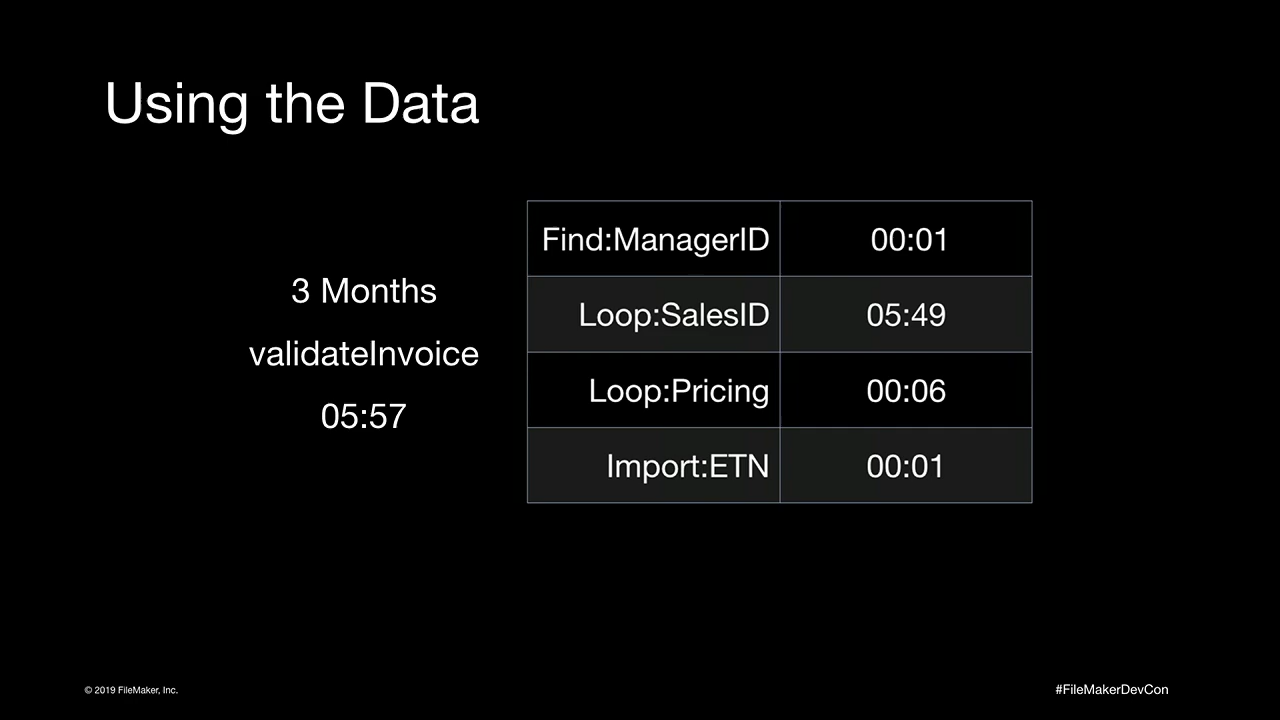 Using the Data
3 Months
validateInvoice
05:57
Find:ManagerID 00:01
Loop:SalesID 05:49
Loop:Pricing 00:06
Import:ETN 00:01
© 2019 FileMaker, Inc.
#FileMakerDevCon